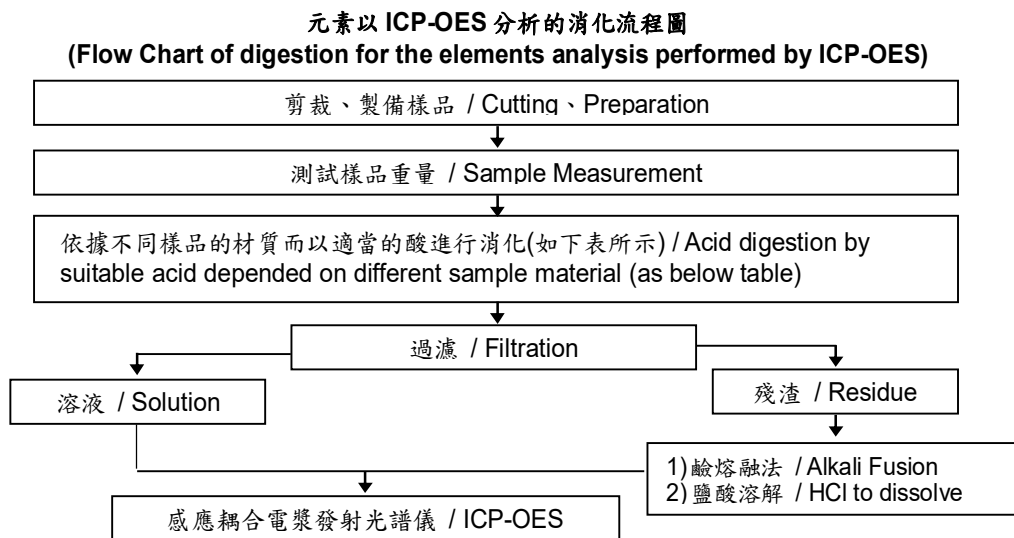 元素以 ICP-OES 分析的消化流程圖
(Flow Chart of digestion for the elements analysis performed by ICP-OES)
剪裁、製備樣品 / Cutting、Preparation
測試樣品重量 / Sample Measurement
依據不同樣品的材質而以適當的酸進行消化(如下表所示) / Acid digestion by
suitable acid depended on different sample material (as below table)
過濾 / Filtration
溶液 / Solution
殘渣 / Residue
1)鹼熔融法 / Alkali Fusion
2)鹽酸溶解 / HCl to dissolve
感應耦合電漿發射光譜儀 / ICP-OES